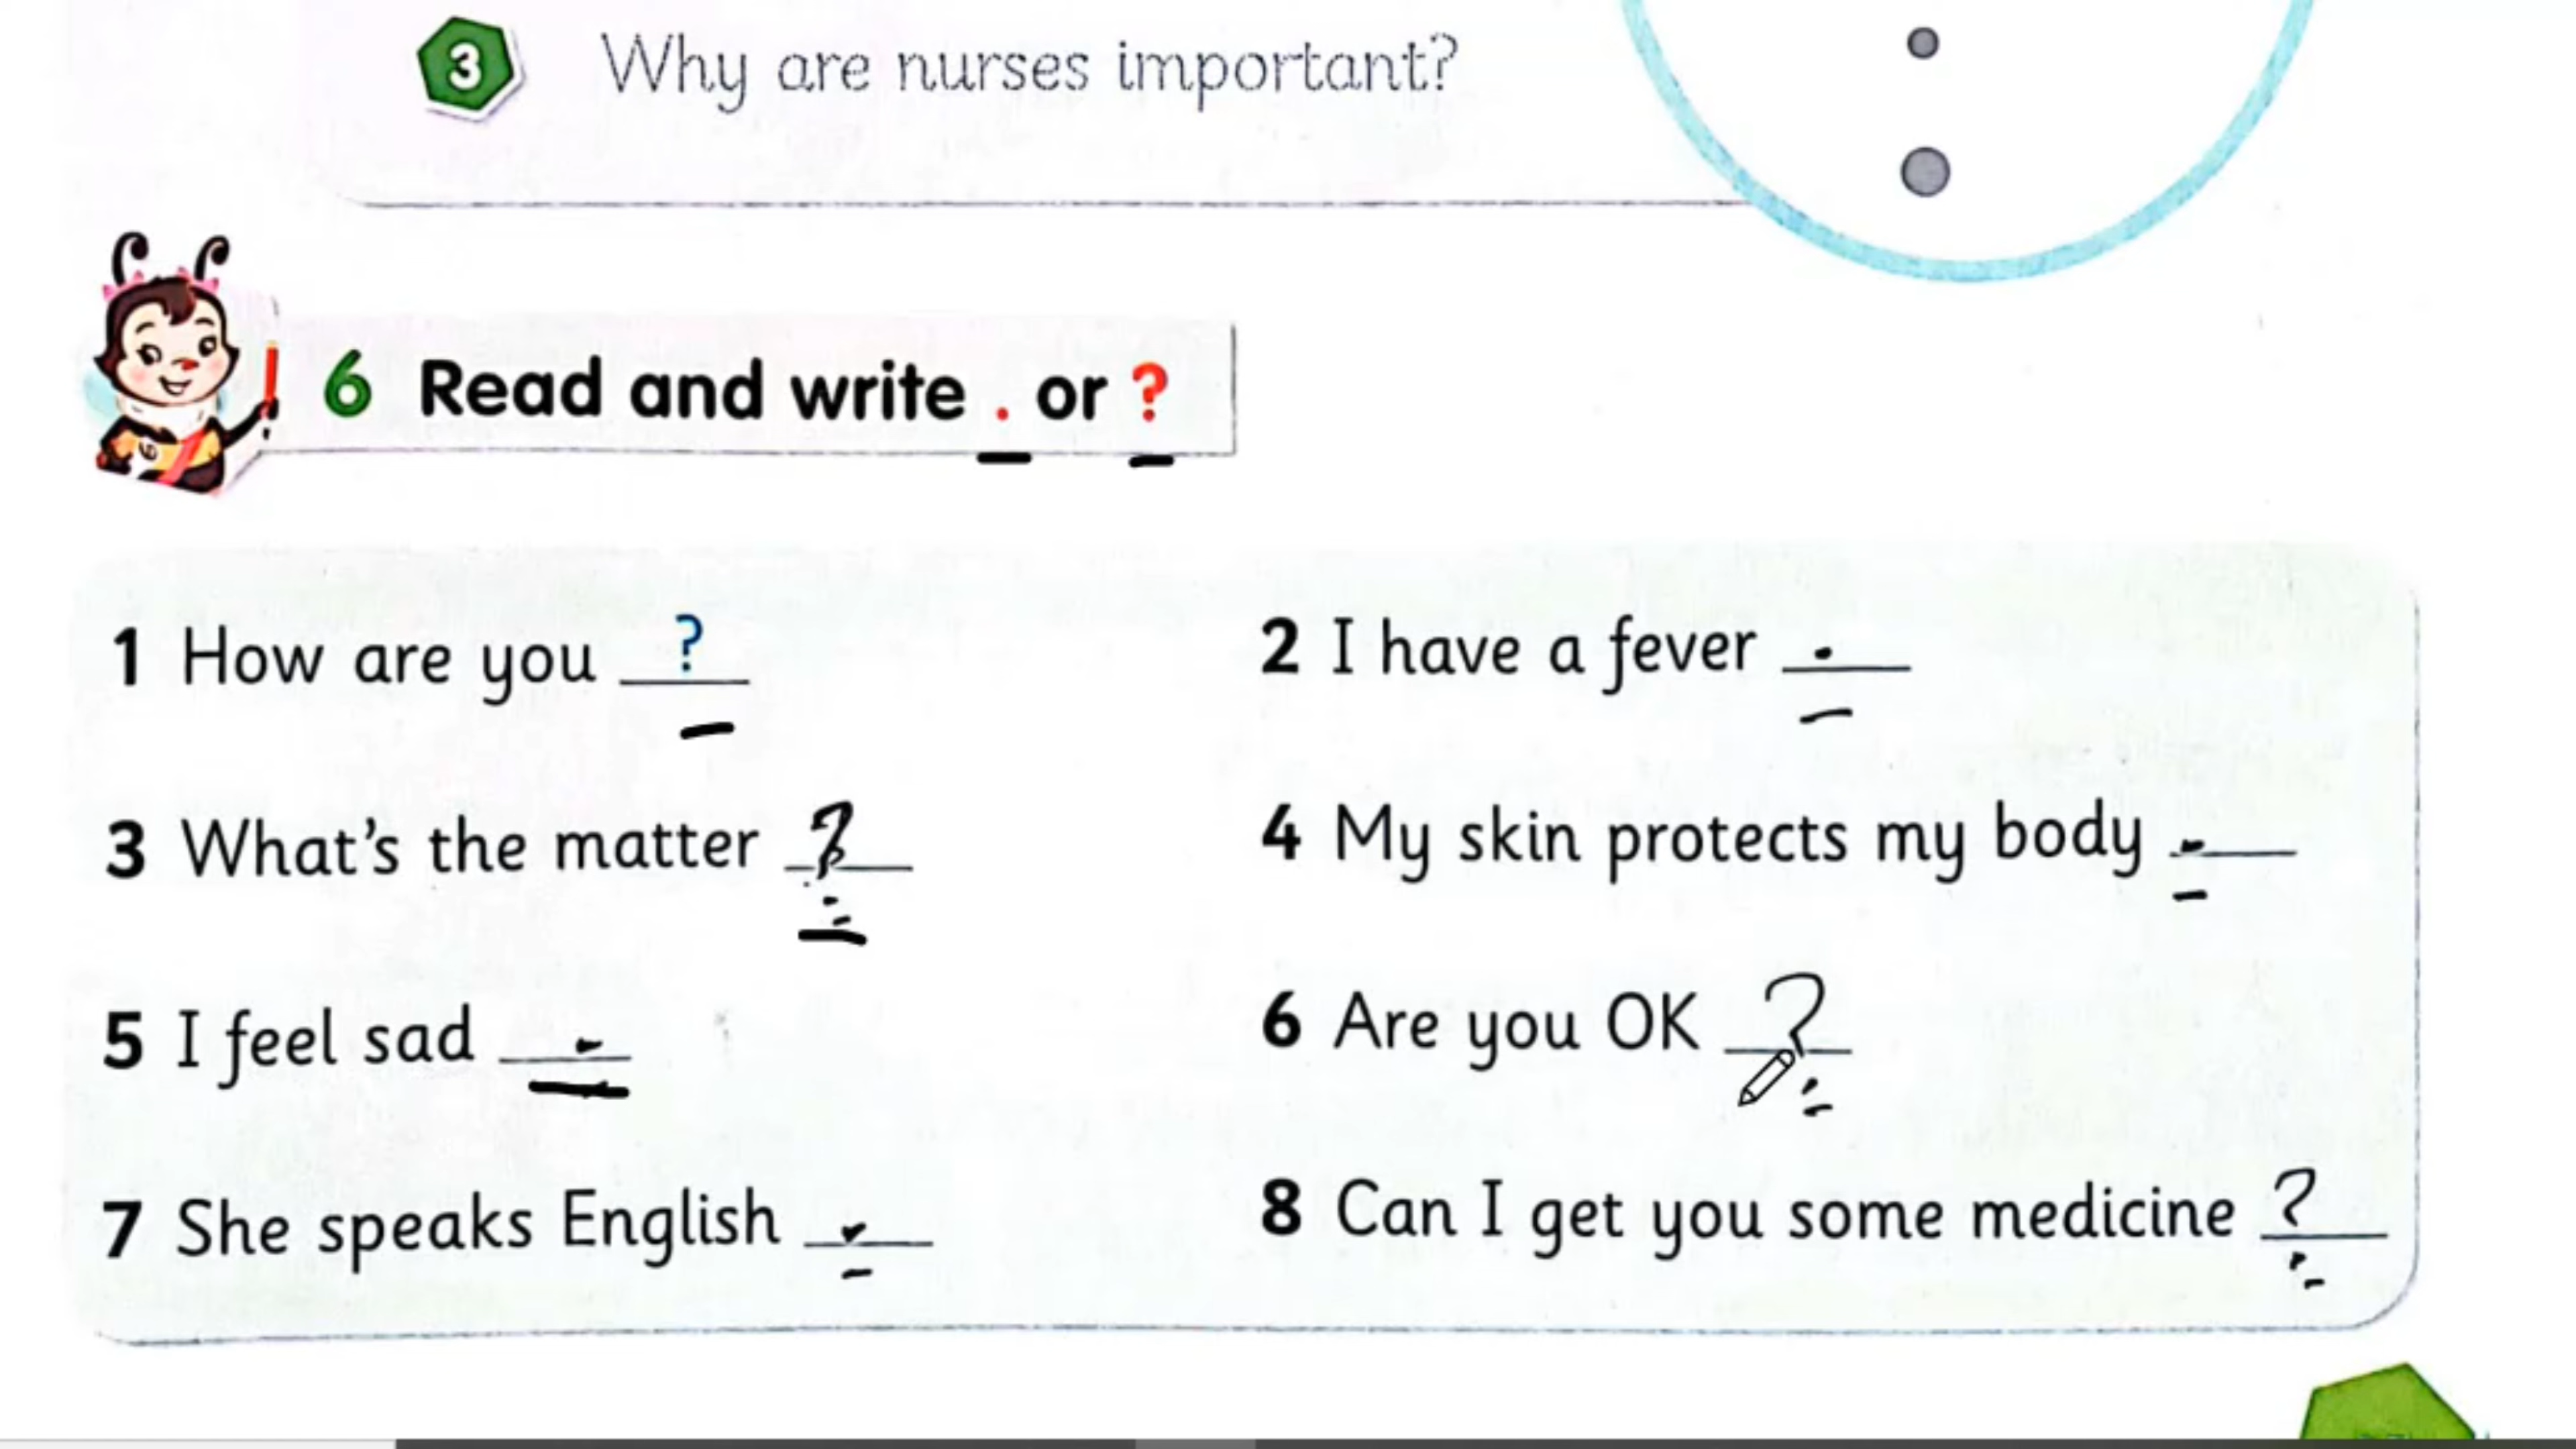 3 Why are nurses important?
6 Read and write . or ?
1 How are you ?
2 I have a fever .
3 What's the matter ?
4 My skin protects my body .
5 I feel sad .
6 Are you OK ?
7 She speaks English .
8 Can I get you some medicine ?